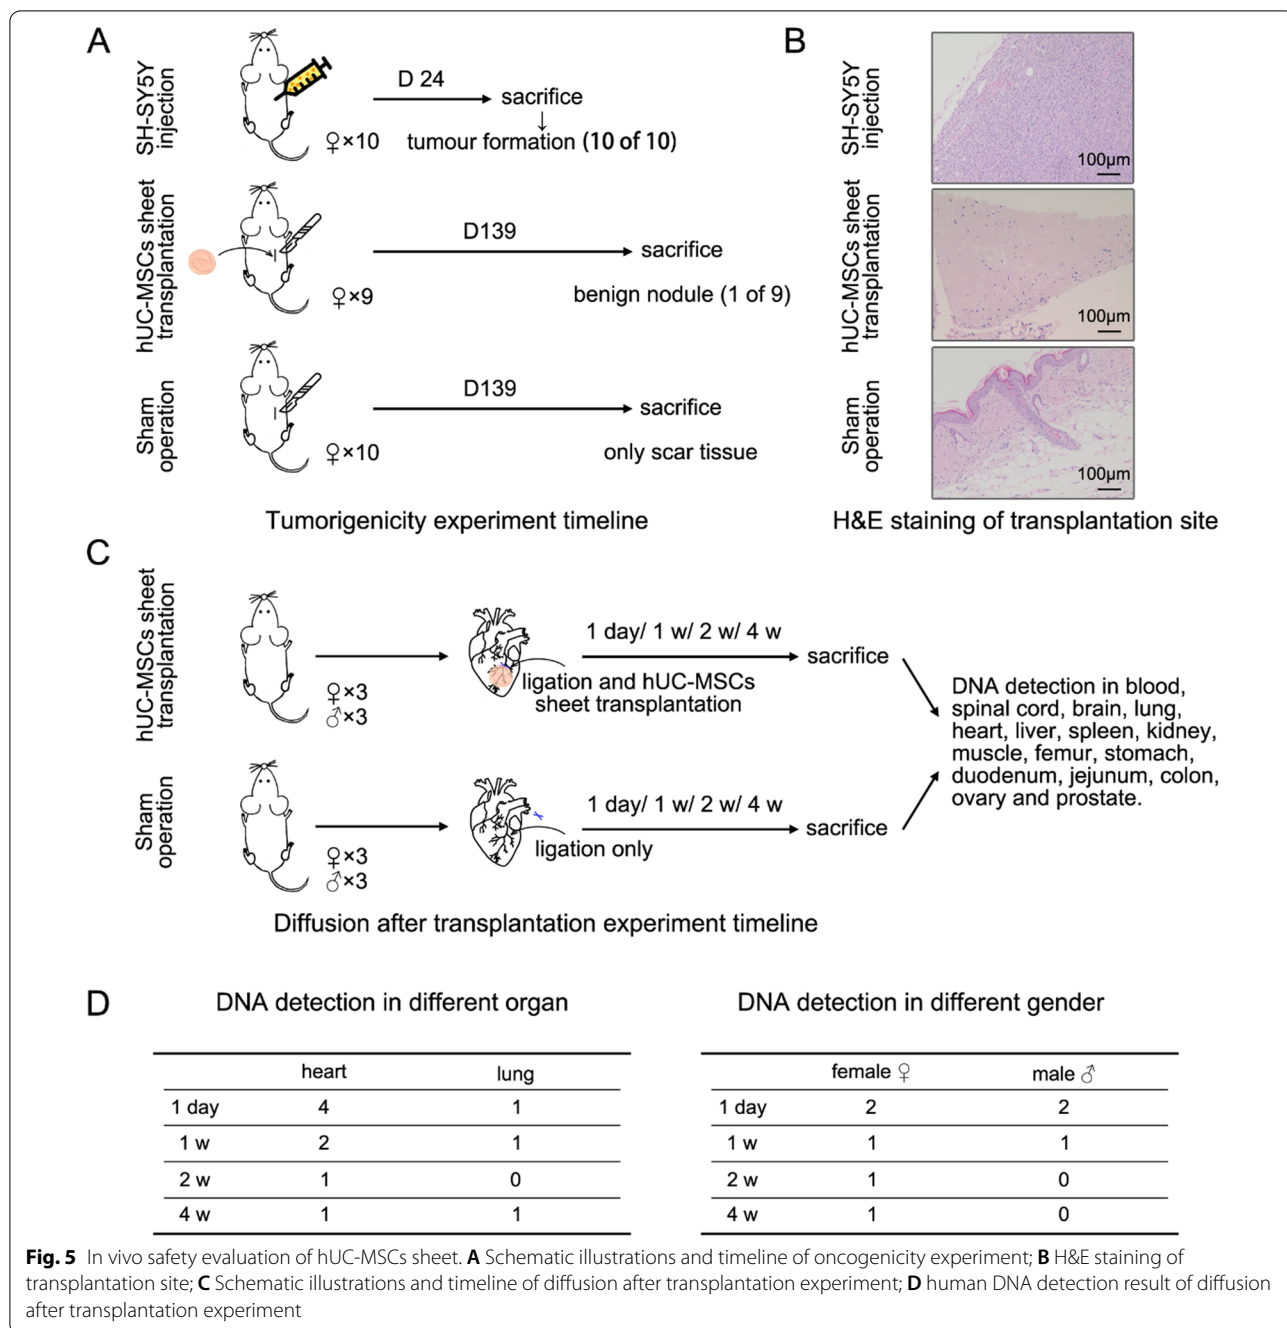 A
SH-SY5Y
injection
D 24
sacrifice
♀×10
tumour formation (10 of 10)
hUC-MSCs sheet
transplantation
D139
sacrifice
♀×9
benign nodule (1 of 9)
Sham
operation
D139
sacrifice
♀×10
only scar tissue
Tumorigenicity experiment timeline
B
SH-SY5Y
injection
100µm
hUC-MSCs sheet
transplantation
100µm
Sham
operation
100µm
H&E staining of transplantation site
C
hUC-MSCs sheet
transplantation
♀×3
♂×3
1 day/ 1 w/ 2 w/ 4 w
ligation and hUC-MSCs
sheet transplantation
sacrifice
Sham
operation
♀×3
♂×3
1 day/ 1 w/ 2 w/ 4 w
ligation only
sacrifice
DNA detection in blood,
spinal cord, brain, lung,
heart, liver, spleen, kidney,
muscle, femur, stomach,
duodenum, jejunum, colon,
ovary and prostate.
Diffusion after transplantation experiment timeline
D
DNA detection in different organ
heart lung
1 day 4 1
1 w 2 1
2 w 1 0
4 w 1 1
DNA detection in different gender
female ♀ male ♂
1 day 2 2
1 w 1 1
2 w 1 0
4 w 1 0
Fig. 5 In vivo safety evaluation of hUC-MSCs sheet. A Schematic illustrations and timeline of oncogenicity experiment; B H&E staining of
transplantation site; C Schematic illustrations and timeline of diffusion after transplantation experiment; D human DNA detection result of diffusion
after transplantation experiment